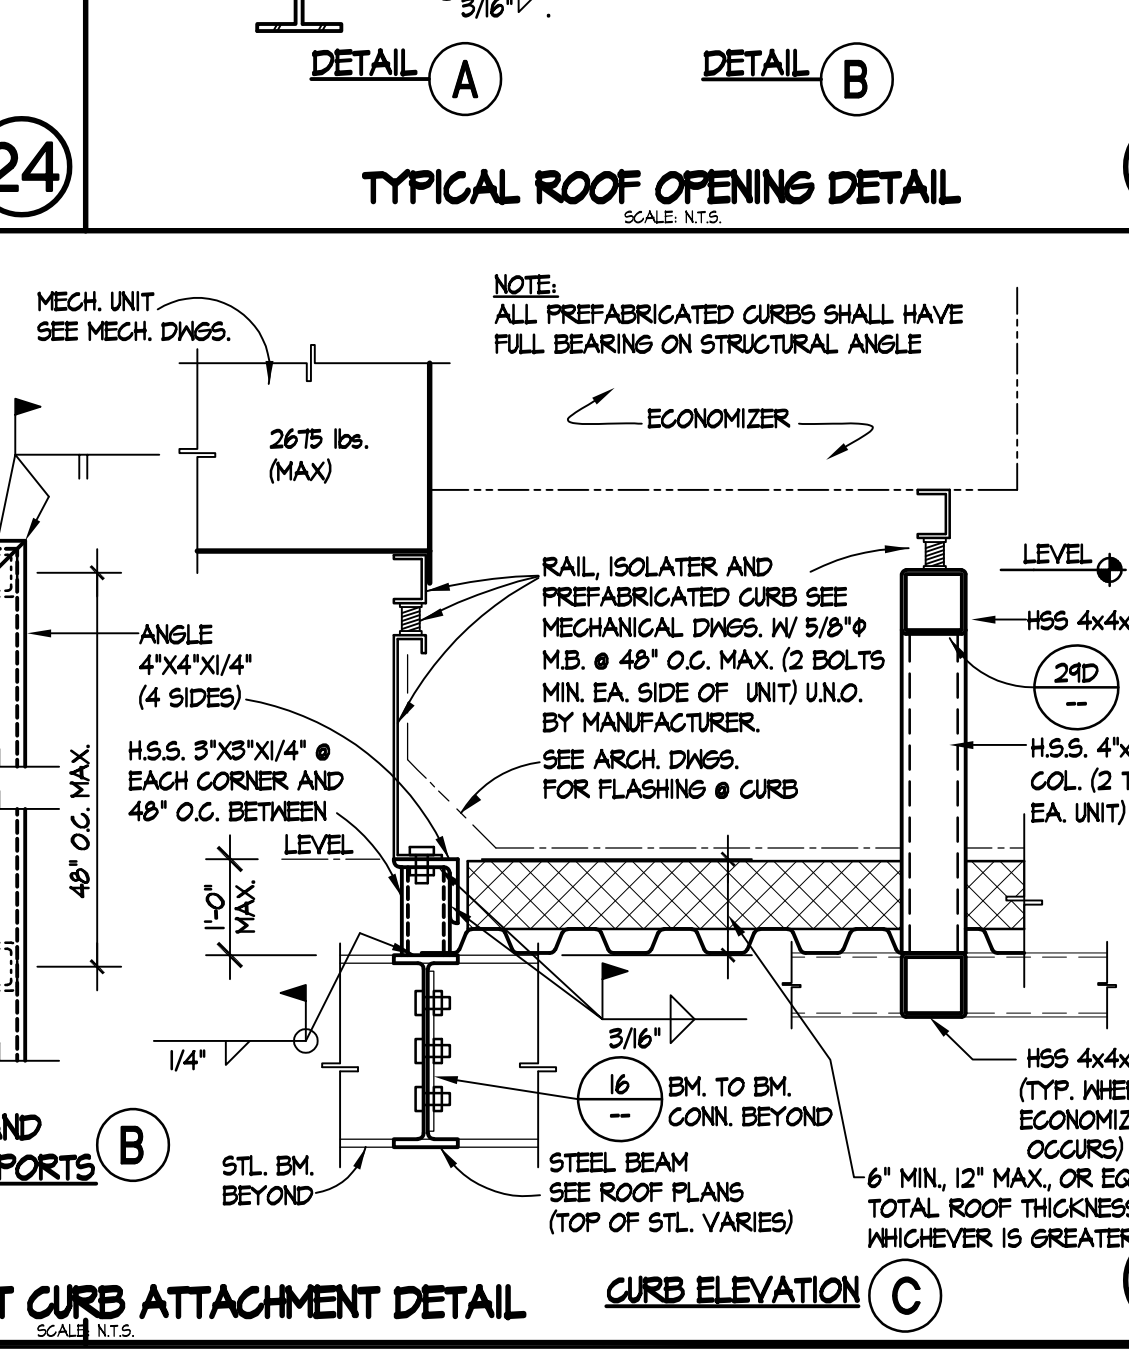 3/16"
DETAIL A
DETAIL B
24
TYPICAL ROOF OPENING DETAIL
SCALE: N.T.S.
MECH. UNIT
SEE MECH. DWGS.
NOTE:
ALL PREFABRICATED CURBS SHALL HAVE
FULL BEARING ON STRUCTURAL ANGLE
ECONOMIZER
2675 lbs.
(MAX)
RAIL, ISOLATER AND
PREFABRICATED CURB SEE
MECHANICAL DWGS. W/ 5/8"Φ
M.B. @ 48" O.C. MAX. (2 BOLTS
MIN. EA. SIDE OF UNIT) U.N.O.
BY MANUFACTURER.
SEE ARCH. DWGS.
FOR FLASHING @ CURB
LEVEL
HSS 4x4x
29D
--
H.S.S. 4"x
COL. (2
EA. UNIT)
ANGLE
4"X4"X1/4"
(4 SIDES)
H.S.S. 3"X3"X1/4" @
EACH CORNER AND
48" O.C. BETWEEN
LEVEL
48" O.C. MAX.
1'-0"
MAX.
1/4"
3/16"
16
--
BM. TO BM.
CONN. BEYOND
HSS 4x4x
(TYP.
OCCURS)
STL. BM.
BEYOND
STEEL BEAM
SEE ROOF PLANS
(TOP OF STL. VARIES)
6" MIN., 12" MAX., OR
TOTAL ROOF THICKNESS
WHICHEVER IS GREATER
B
CURB ATTACHMENT DETAIL
SCALE: N.T.S.
CURB ELEVATION C